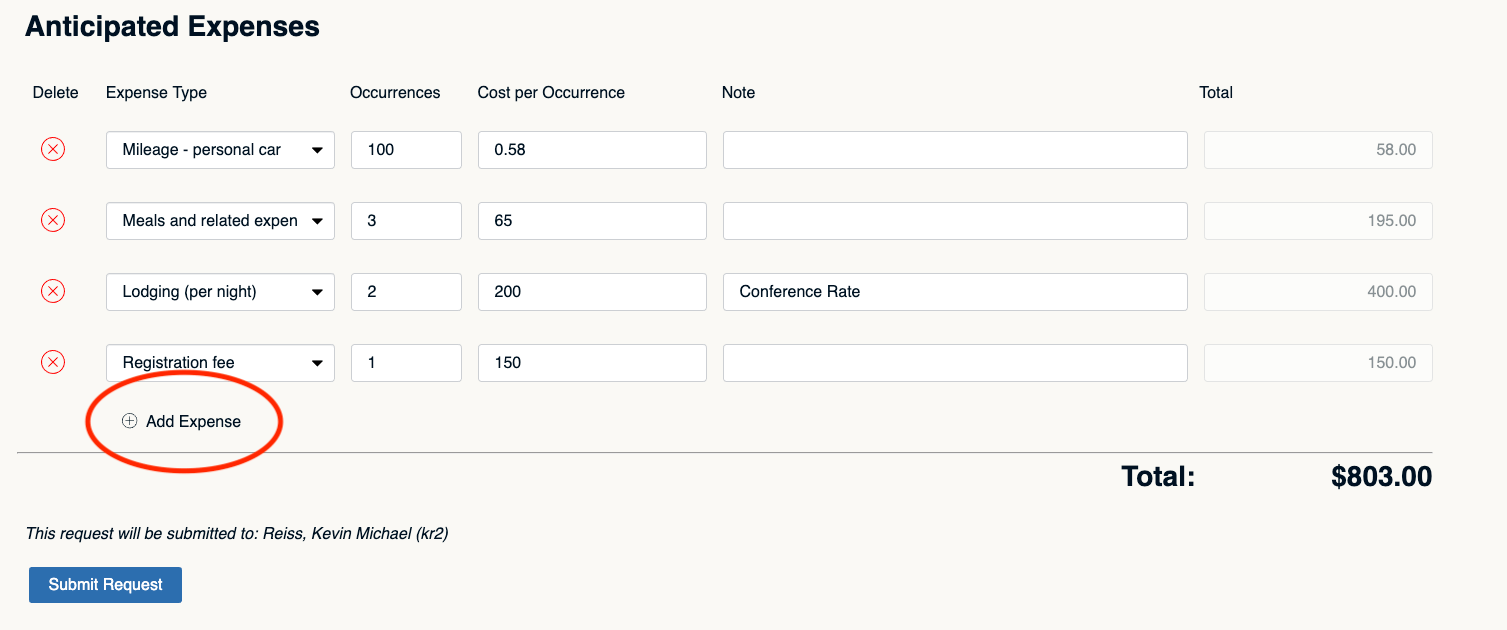 Anticipated Expenses
Delete Expense Type Occurrences Cost per Occurrence Note Total
Mileage - personal car 100 0.58 58.00
Meals and related expen 3 65 195.00
Lodging (per night) 2 200 Conference Rate 400.00
Registration fee 1 150 150.00
Add Expense
Total: $803.00
This request will be submitted to: Reiss, Kevin Michael (kr2)
Submit Request